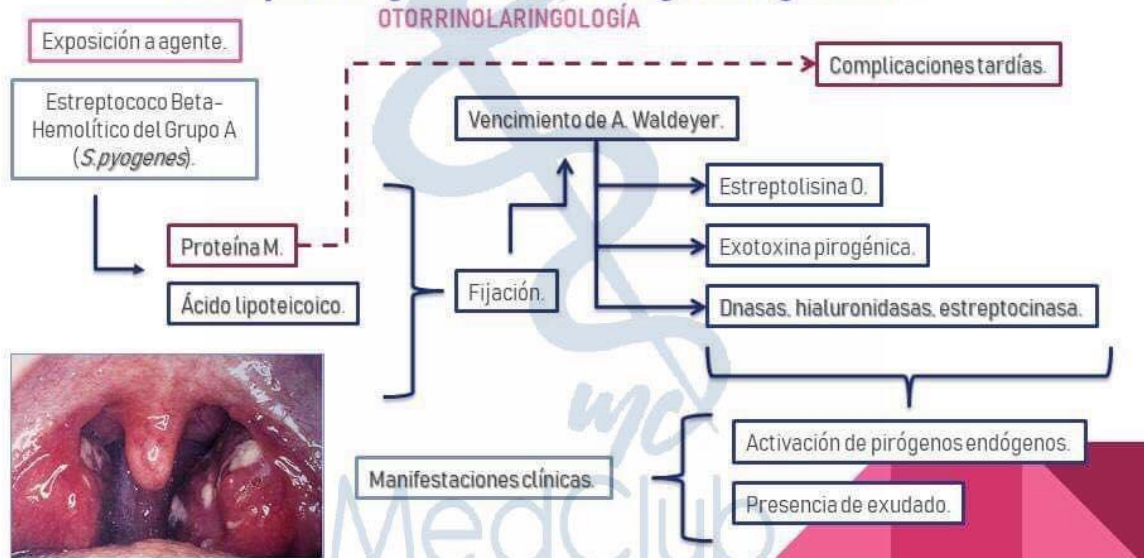 OTORRINOLARINGOLOGÍA
Exposición a agente.
Complicaciones tardías.
Estreptococo Beta-
Hemolítico del Grupo A
(S.pyogenes).
Vencimiento de A. Waldeyer.
Estreptolisina O.
Proteína M.
Exotoxina pirogénica.
Ácido lipoteicoico.
Fijación.
Dnasas, hialuronidasas, estreptocinasa.
mc
Activación de pirógenos endógenos.
Manifestaciones clínicas.
Presencia de exudado.
MedClub